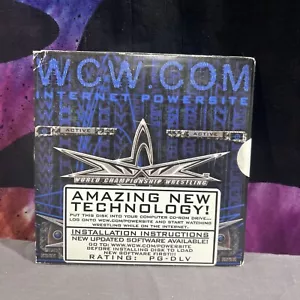 WCW.COM
INTERNET POWERSITE
ACTIVE
ACTIVE
WORLD CHAMPIONSHIP WRESTLING
AMAZING NEW
TECHNOLOGY!
PUT THIS DISK INTO YOUR COMPUTER CD-ROM DRIVE...
LOG ONTO WCW.COM/POWERSITE AND START WATCHING
WRESTLING WHILE ON THE INTERNET.
INSTALLATION INSTRUCTIONS
NEW UPDATED SOFTWARE AVAILABLE!
GO TO: WWW.WCW.COM/POWERSITE
BEFORE INSTALLING DISK TO LOAD
NEW SOFTWARE FIRST!!!
RATING: PG-DLV